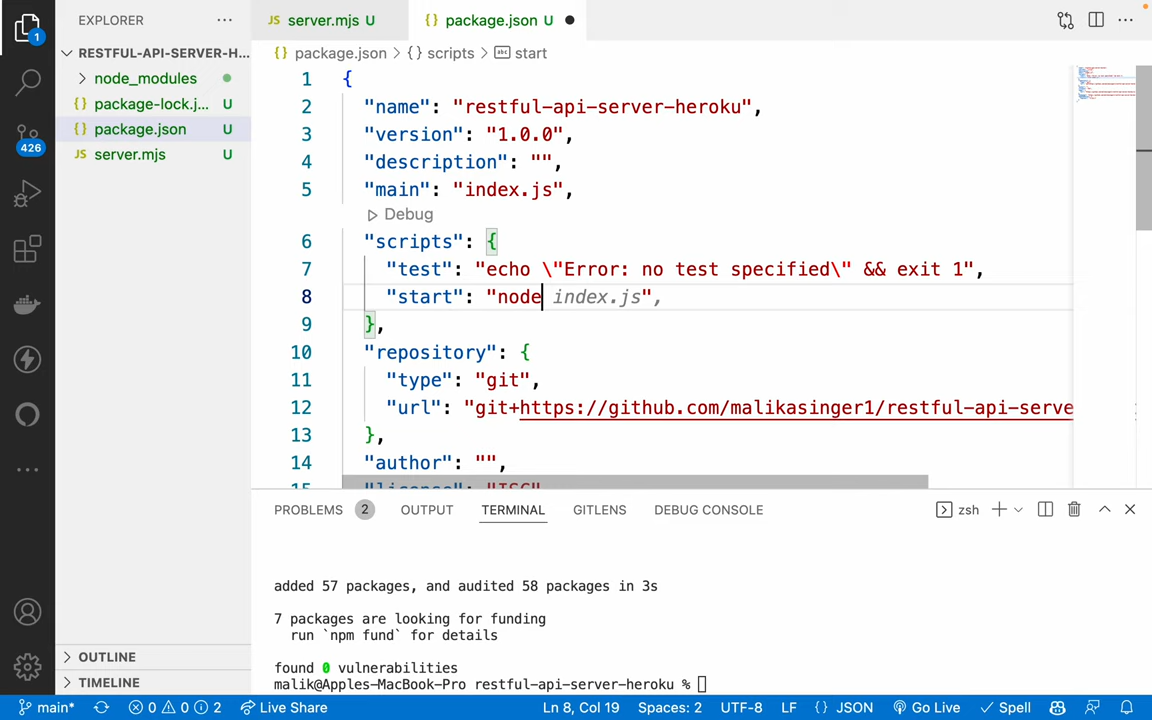 EXPLORER
1
RESTFUL-API-SERVER-H...
node_modules
package-lock.j... U
package.json U
server.mjs U
426
OUTLINE
TIMELINE
JS server.mjs U
{} package.json U
{} package.json > {} scripts > abc start
1 {
2 "name": "restful-api-server-heroku",
3 "version": "1.0.0",
4 "description": "",
5 "main": "index.js",
Debug
6 "scripts": {
7 "test": "echo \"Error: no test specified\" && exit 1",
8 "start": "node index.js",
9 },
10 "repository": {
11 "type": "git",
12 "url": "git+https://github.com/malikasinger1/restful-api-serve
13 },
14 "author": "",
15 "license": "ISC"
PROBLEMS 2 OUTPUT TERMINAL GITLENS DEBUG CONSOLE zsh
added 57 packages, and audited 58 packages in 3s
7 packages are looking for funding
run `npm fund` for details
found 0 vulnerabilities
malik@Apples-MacBook-Pro restful-api-server-heroku %
main* 0 0 2 Live Share Ln 8, Col 19 Spaces: 2 UTF-8 LF {} JSON Go Live Spell